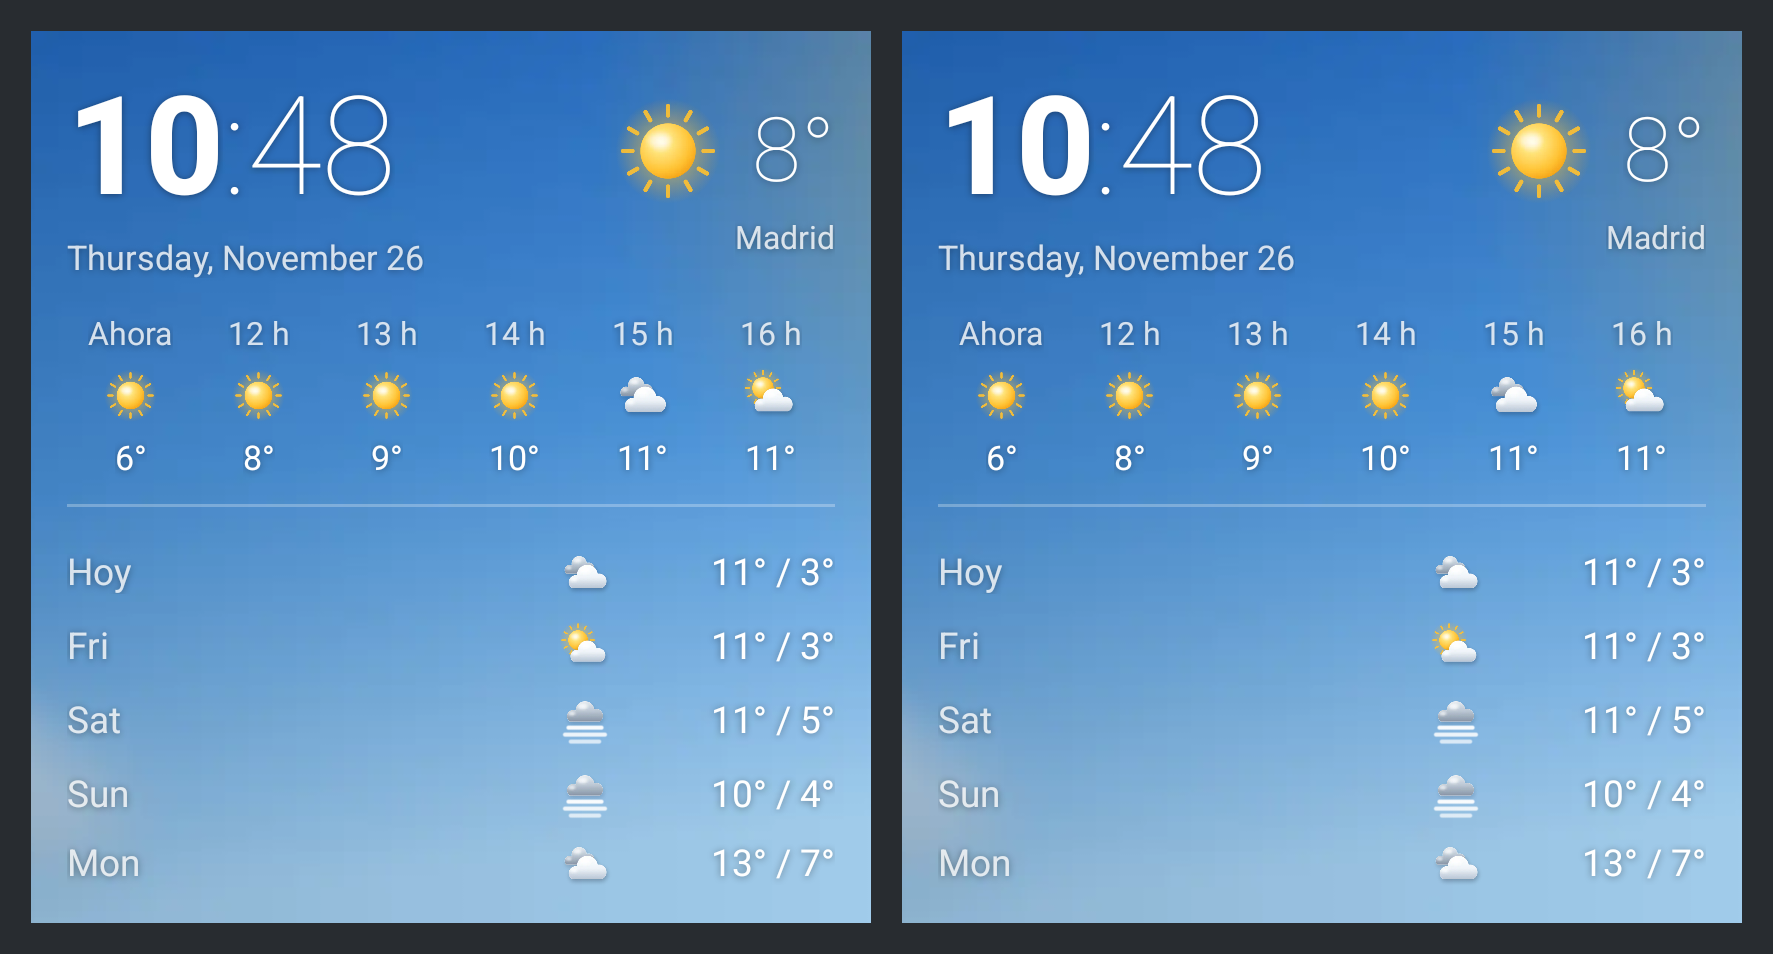 10:48
8°
Madrid
Thursday, November 26
Ahora 12 h 13 h 14 h 15 h 16 h
6° 8° 9° 10° 11° 11°
Hoy 11° / 3°
Fri 11° / 3°
Sat 11° / 5°
Sun 10° / 4°
Mon 13° / 7°
10:48
8°
Madrid
Thursday, November 26
Ahora 12 h 13 h 14 h 15 h 16 h
6° 8° 9° 10° 11° 11°
Hoy 11° / 3°
Fri 11° / 3°
Sat 11° / 5°
Sun 10° / 4°
Mon 13° / 7°